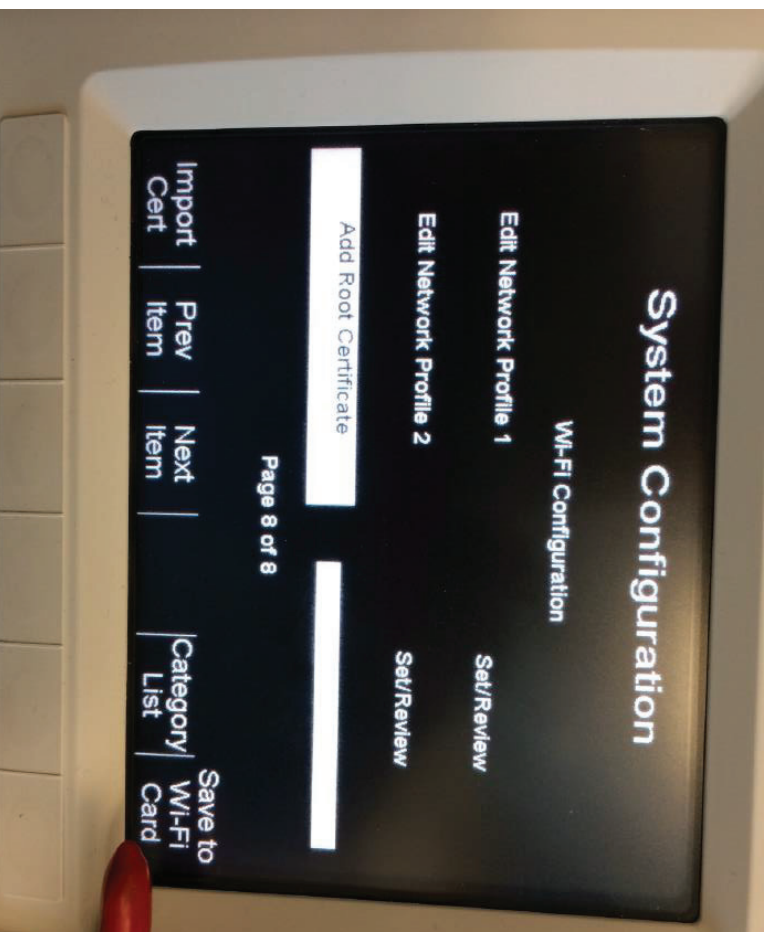 System Configuration
Wi-Fi Configuration
Edit Network Profile 1 Set/Review
Edit Network Profile 2 Set/Review
Add Root Certificate
Page 8 of 8
Import Cert
Prev Item
Next Item
Category List
Save to Wi-Fi Card